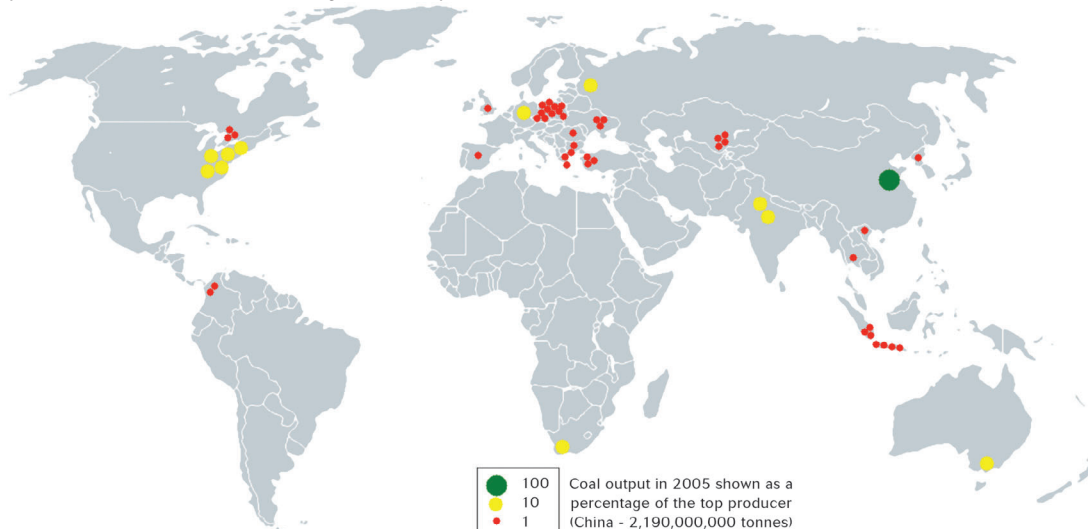 100 Coal output in 2005 shown as a
10 percentage of the top producer
1 (China - 2,190,000,000 tonnes)